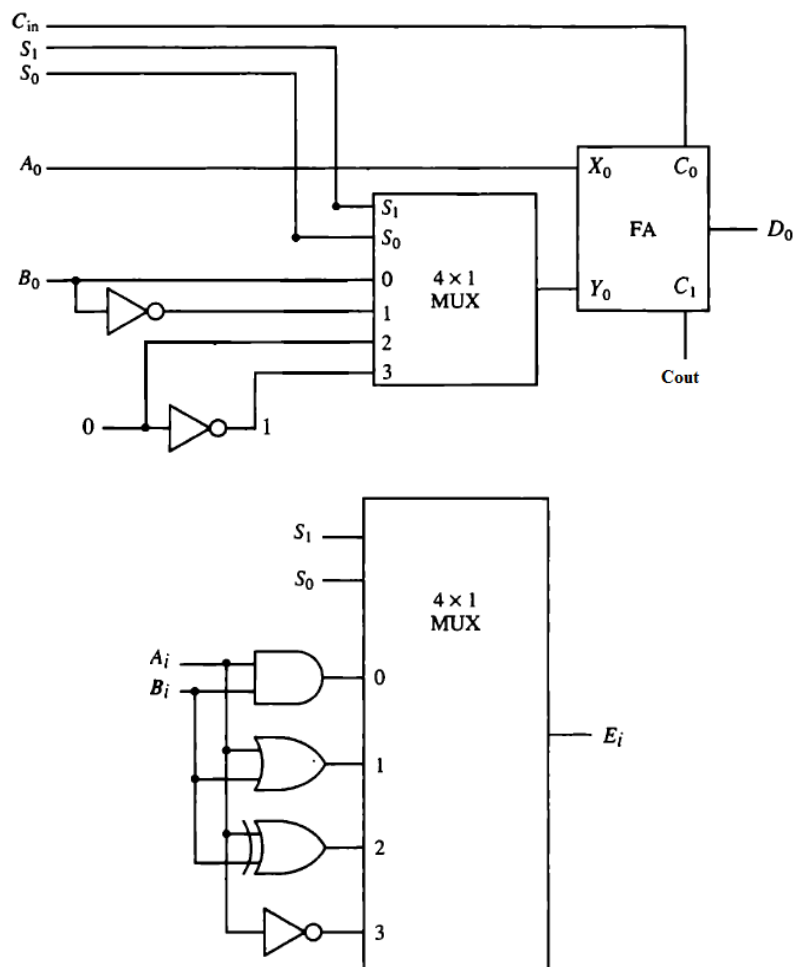 C_in
S_1
S_0
A_0
X_0 C_0
S_1
FA
D_0
S_0
B_0
0
4 × 1
MUX
Y_0 C_1
1
2
3
Cout
0
1
S_1
S_0
4 × 1
MUX
A_i
B_i
0
E_i
1
2
3